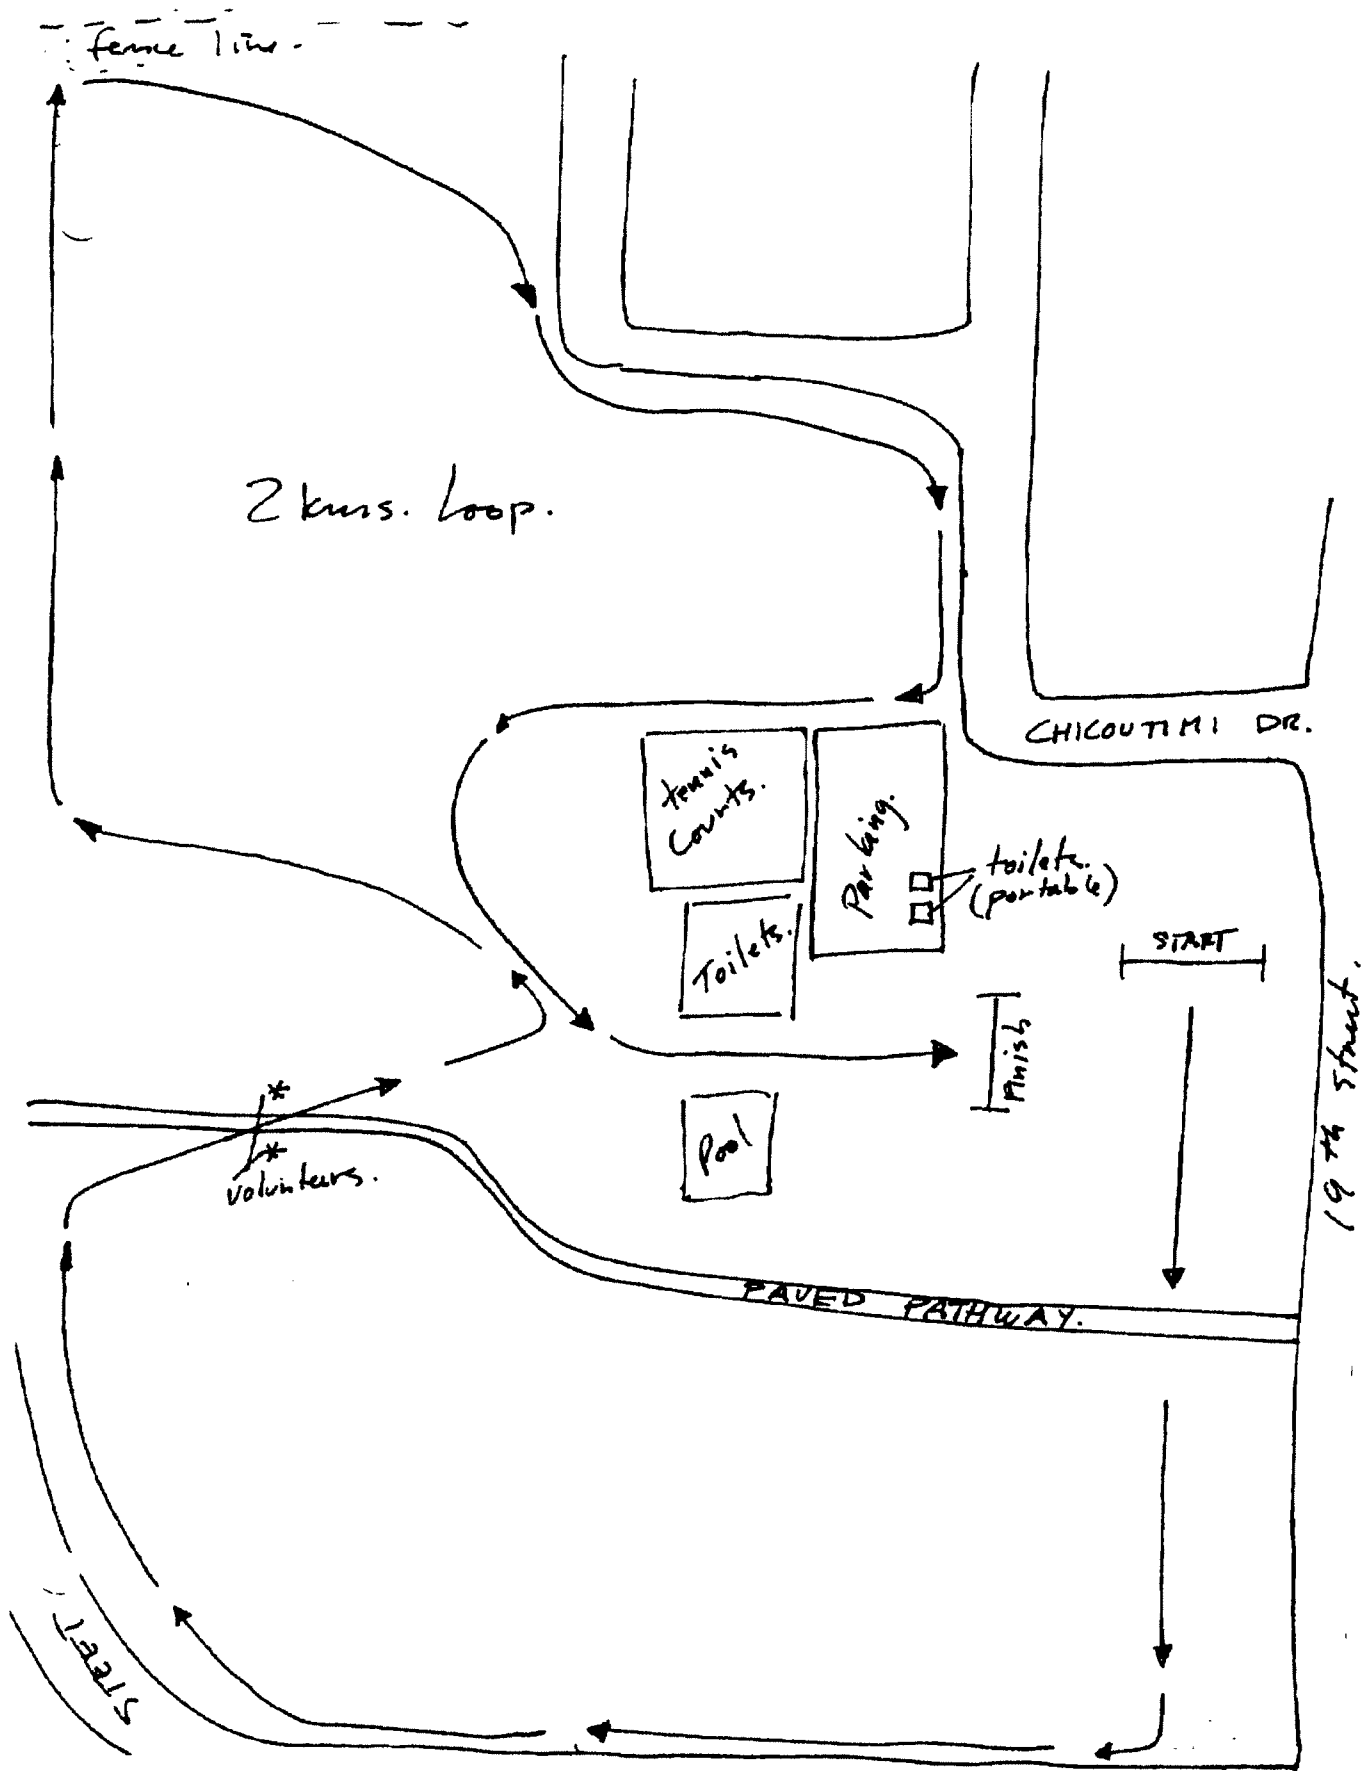 fence line.
2 kms. Loop.
CHICOUTIMI DR.
tennis
Courts.
Parking.
toilets.
(portable)
Toilets.
START
19th Street.
Finish
Pool
*
*
volunteers.
PAVED PATHWAY.